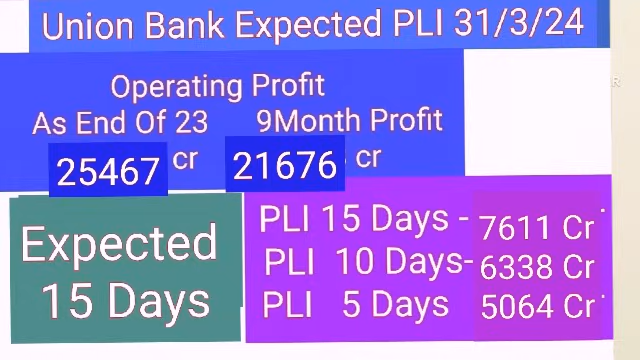 Union Bank Expected PLI 31/3/24
Operating Profit
As End Of 23 9Month Profit
25467 cr 21676 cr
Expected
15 Days
PLI 15 Days - 7611 Cr
PLI 10 Days- 6338 Cr
PLI 5 Days 5064 Cr
R